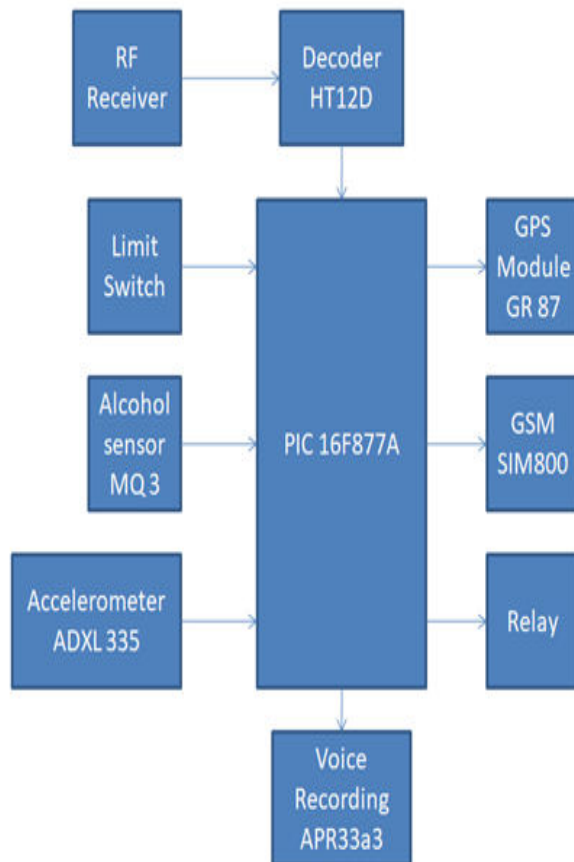 RF
Receiver
Decoder
HT12D
Limit
Switch
GPS
Module
GR 87
Alcohol
sensor
MQ 3
PIC 16F877A
GSM
SIM800
Accelerometer
ADXL 335
Relay
Voice
Recording
APR33a3